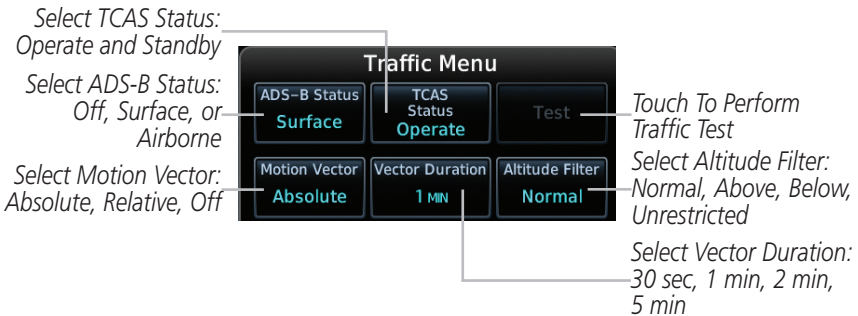 Select TCAS Status:
Operate and Standby
Select ADS-B Status:
Off, Surface, or
Airborne
Select Motion Vector:
Absolute, Relative, Off
Traffic Menu
ADS-B Status
Surface
TCAS
Status
Operate
Test
Motion Vector
Absolute
Vector Duration
1 MIN
Altitude Filter
Normal
Touch To Perform
Traffic Test
Select Altitude Filter:
Normal, Above, Below,
Unrestricted
Select Vector Duration:
30 sec, 1 min, 2 min,
5 min